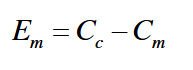 E_m = C_c − C_m